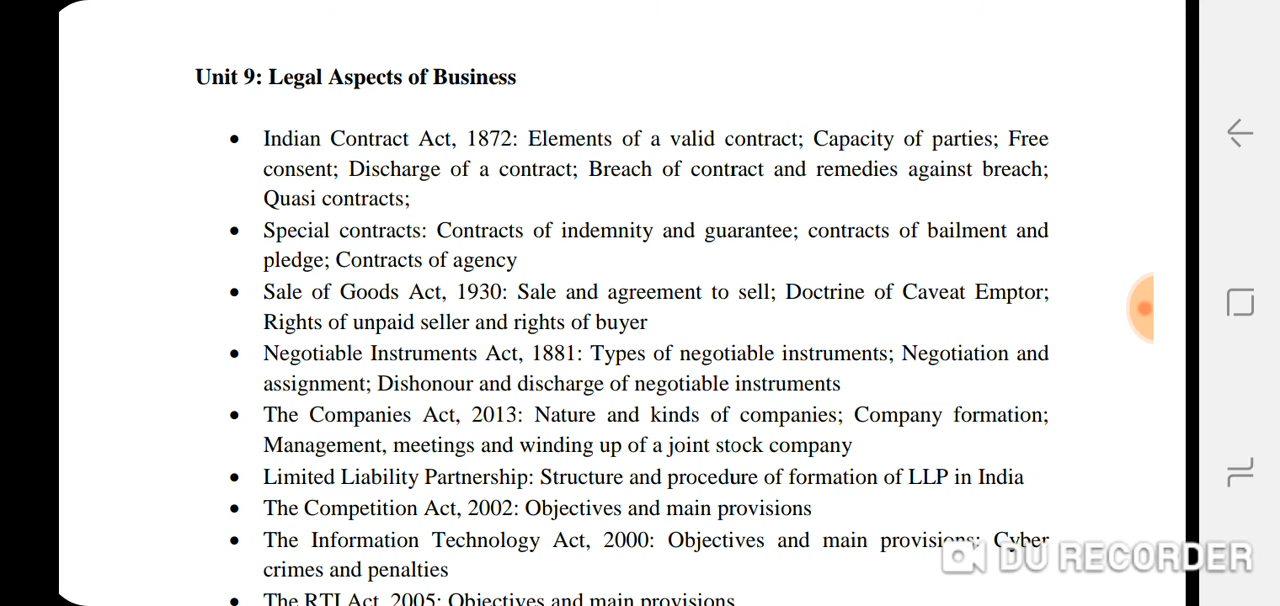 Unit 9: Legal Aspects of Business
• Indian Contract Act, 1872: Elements of a valid contract; Capacity of parties; Free
consent; Discharge of a contract; Breach of contract and remedies against breach;
Quasi contracts;
• Special contracts: Contracts of indemnity and guarantee; contracts of bailment and
pledge; Contracts of agency
• Sale of Goods Act, 1930: Sale and agreement to sell; Doctrine of Caveat Emptor;
Rights of unpaid seller and rights of buyer
• Negotiable Instruments Act, 1881: Types of negotiable instruments; Negotiation and
assignment; Dishonour and discharge of negotiable instruments
• The Companies Act, 2013: Nature and kinds of companies; Company formation;
Management, meetings and winding up of a joint stock company
• Limited Liability Partnership: Structure and procedure of formation of LLP in India
• The Competition Act, 2002: Objectives and main provisions
• The Information Technology Act, 2000: Objectives and main provisions; Cyber
crimes and penalties
• The RTI Act, 2005: Objectives and main provisions
DU RECORDER